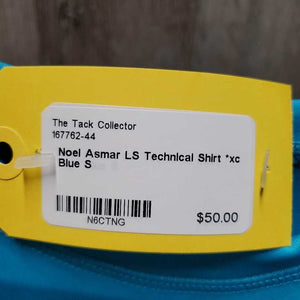 The Tack Collector
167762-44
Noel Asmar LS Technical Shirt *xc
Blue S
N6CTNG
$50.00